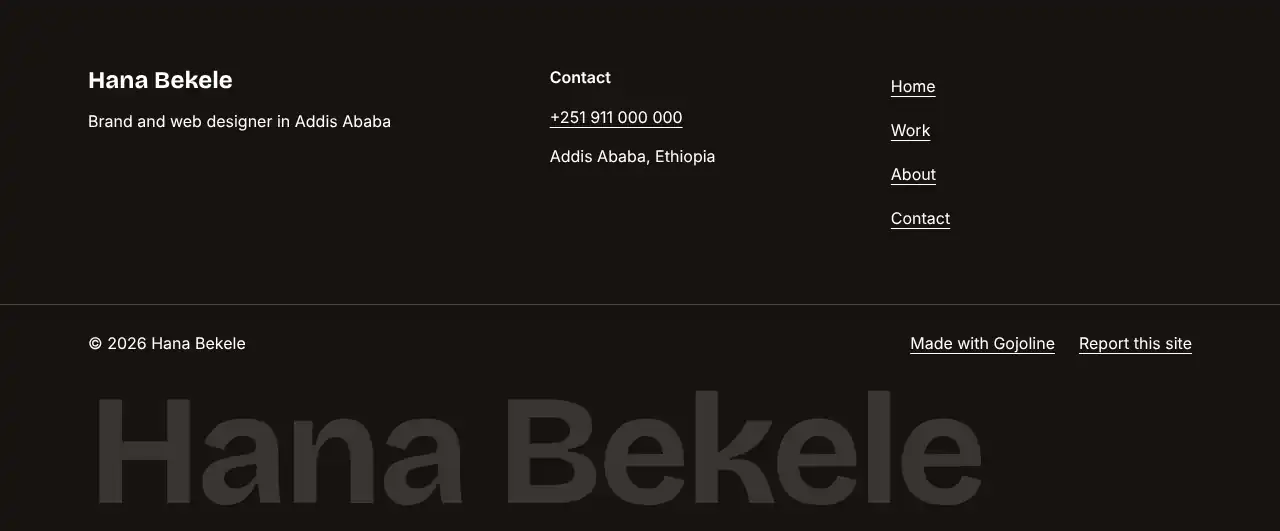 Hana Bekele
Brand and web designer in Addis Ababa
Contact
+251 911 000 000
Addis Ababa, Ethiopia
Home
Work
About
Contact
© 2026 Hana Bekele
Made with Gojoline
Report this site
Hana Bekele